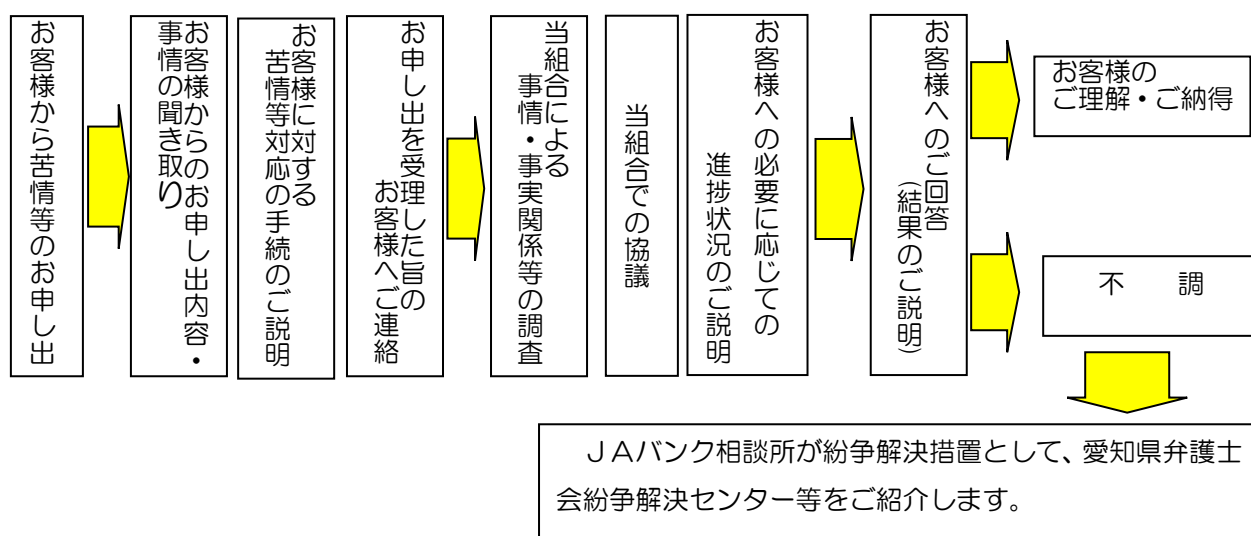 お客様から苦情等のお申し出
お客様からのお申し出内容・
事情の聞き取り
お客様に対する
苦情等対応の手続のご説明
お申し出を受理した旨の
お客様へご連絡
当組合による
事情・事実関係等の調査
当組合での協議
お客様への必要に応じての
進捗状況のご説明
お客様へのご回答
(結果のご説明)
お客様の
ご理解・ご納得
不　調
ＪＡバンク相談所が紛争解決措置として、愛知県弁護士
会紛争解決センター等をご紹介します。